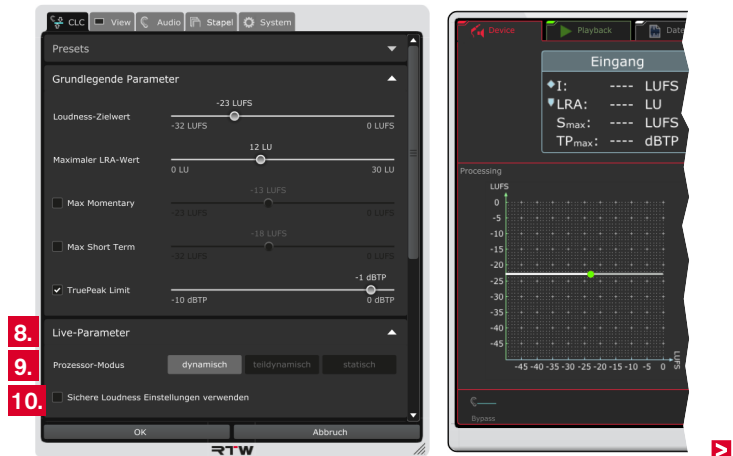 CLC View Audio Stapel System
Presets
Grundlegende Parameter
-23 LUFS
Loudness-Zielwert
-32 LUFS 0 LUFS
12 LU
Maximaler LRA-Wert
0 LU 30 LU
-13 LUFS
Max Momentary
-23 LUFS 0 LUFS
-18 LUFS
Max Short Term
-32 LUFS 0 LUFS
-1 dBTP
TruePeak Limit
-10 dBTP 0 dBTP
8.
Live-Parameter
9.
Prozessor-Modus dynamisch teildynamisch statisch
10.
Sichere Loudness Einstellungen verwenden
OK Abbruch
RTW
Device Playback Date
Eingang
I: ---- LUFS
LRA: ---- LU
Smax: ---- LUFS
TPmax: ---- dBTP
Processing
LUFS
0
-5
-10
-15
-20
-25
-30
-35
-40
-45
-45 -40 -35 -30 -25 -20 -15 -10 -5 0
LUFS
Bypass